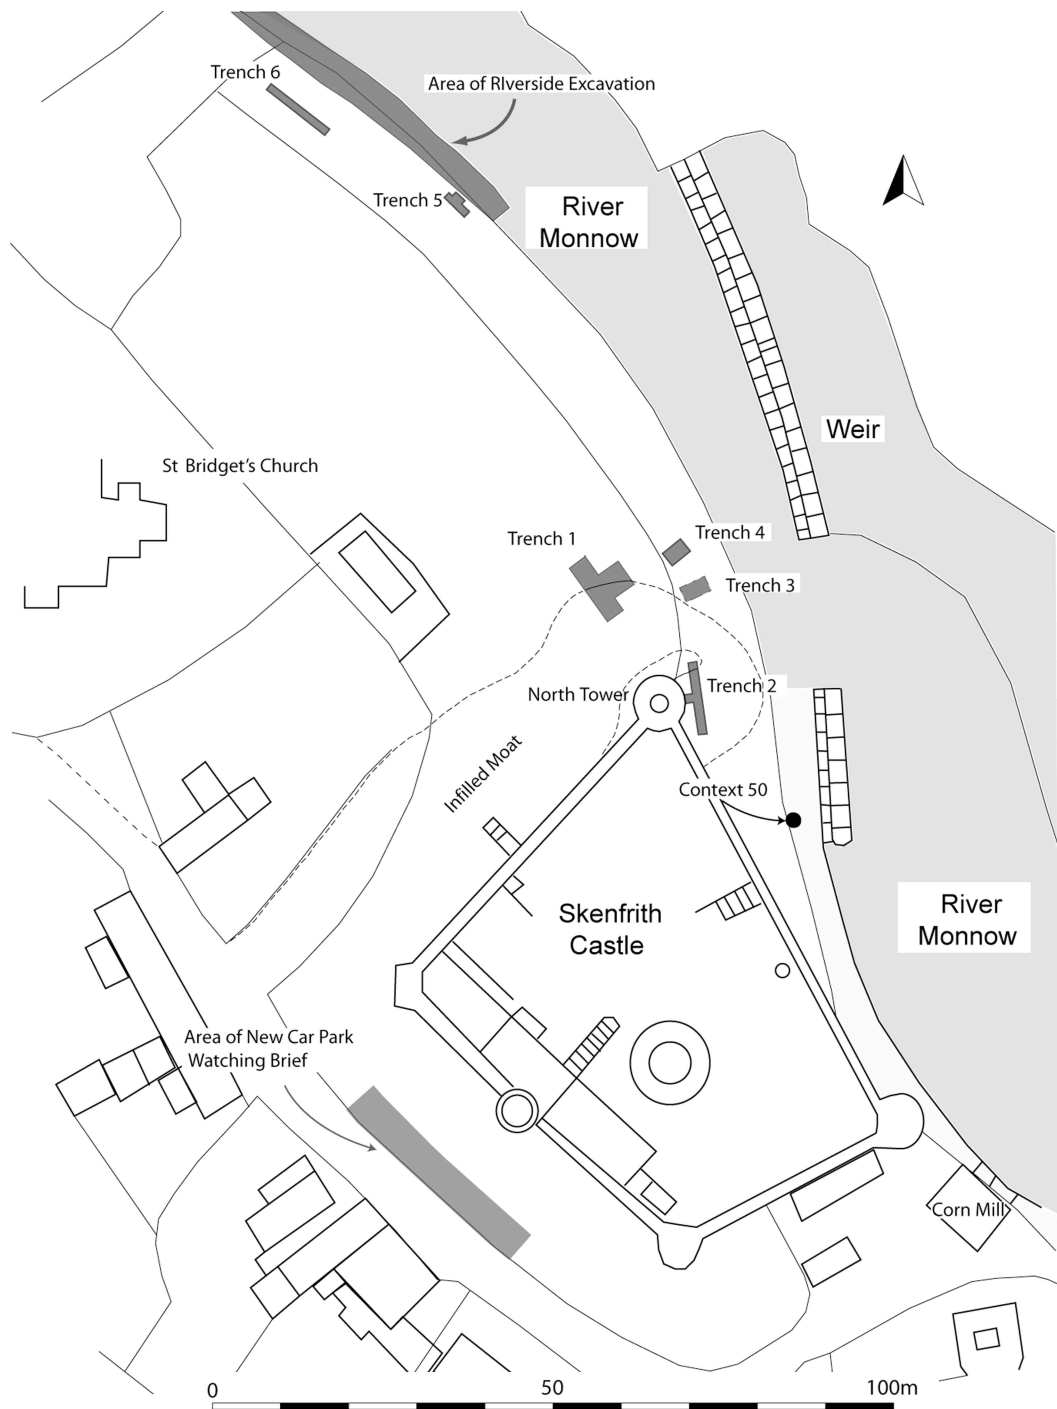 Trench 6
Area of RIverside Excavation
Trench 5
River
Monnow
Weir
St Bridget's Church
Trench 1
Trench 4
Trench 3
North Tower
Trench 2
Infilled Moat
Context 50
Skenfrith
Castle
River
Monnow
Area of New Car Park
Watching Brief
Corn Mill
0
50
100m